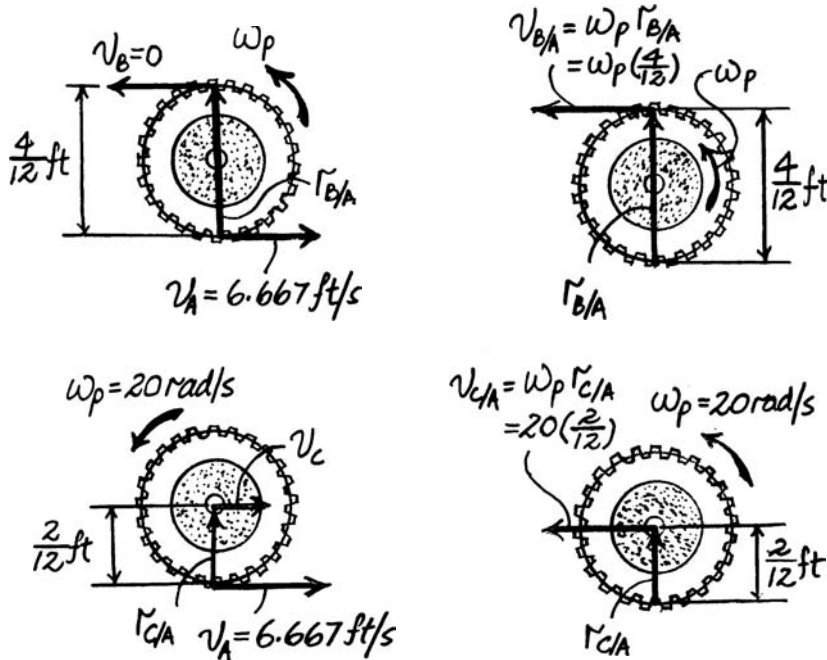 v_B=0
ω_P
4/12 ft
r_B/A
v_A=6.667 ft/s
v_B/A=ω_P r_B/A
=ω_P(4/12)
ω_P
4/12 ft
r_B/A
ω_P=20 rad/s
v_C
2/12 ft
r_C/A
v_A=6.667 ft/s
v_C/A=ω_P r_C/A
=20(2/12)
ω_P=20 rad/s
2/12 ft
r_C/A